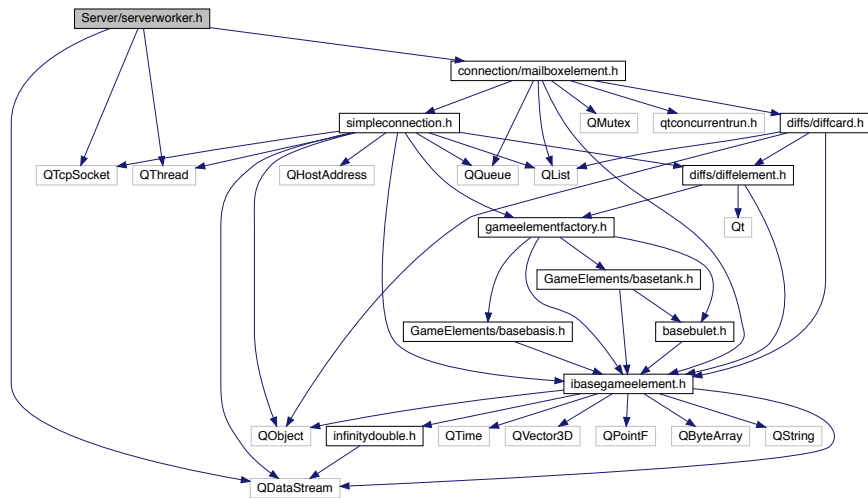 Server/serverworker.h
connection/mailboxelement.h
simpleconnection.h
QMutex
qtconcurrentrun.h
diffs/diffcard.h
QTcpSocket
QThread
QHostAddress
QQueue
QList
diffs/diffelement.h
gameelementfactory.h
Qt
GameElements/basetank.h
GameElements/basebasis.h
basebulet.h
ibasegameelement.h
QObject
infinitydouble.h
QTime
QVector3D
QPointF
QByteArray
QString
QDataStream